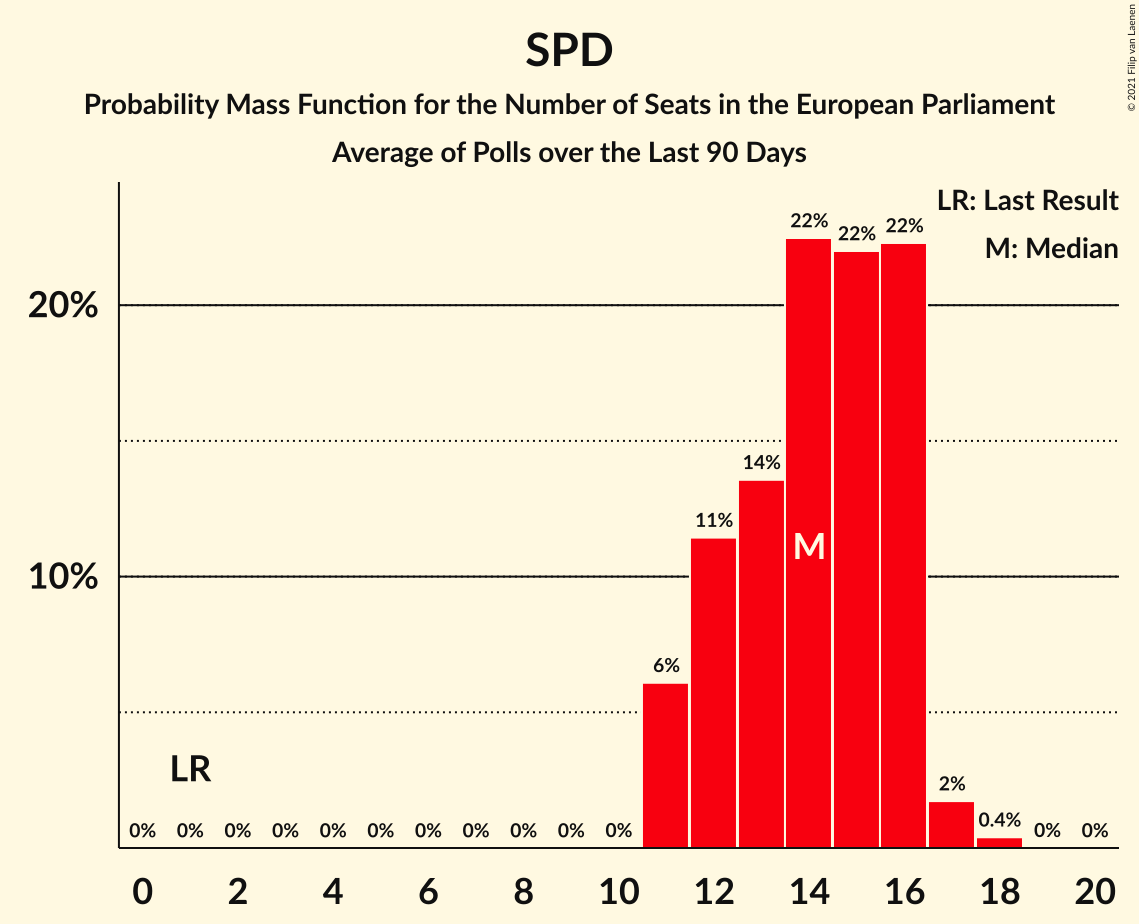 SPD
Probability Mass Function for the Number of Seats in the European Parliament
Average of Polls over the Last 90 Days
© 2021 Filip van Laenen
LR: Last Result
M: Median
22% 22% 22%
20%
14%
11%
M
10%
6%
LR
2%
0% 0% 0% 0% 0% 0% 0% 0% 0% 0% 0% 0.4% 0% 0%
0 2 4 6 8 10 12 14 16 18 20